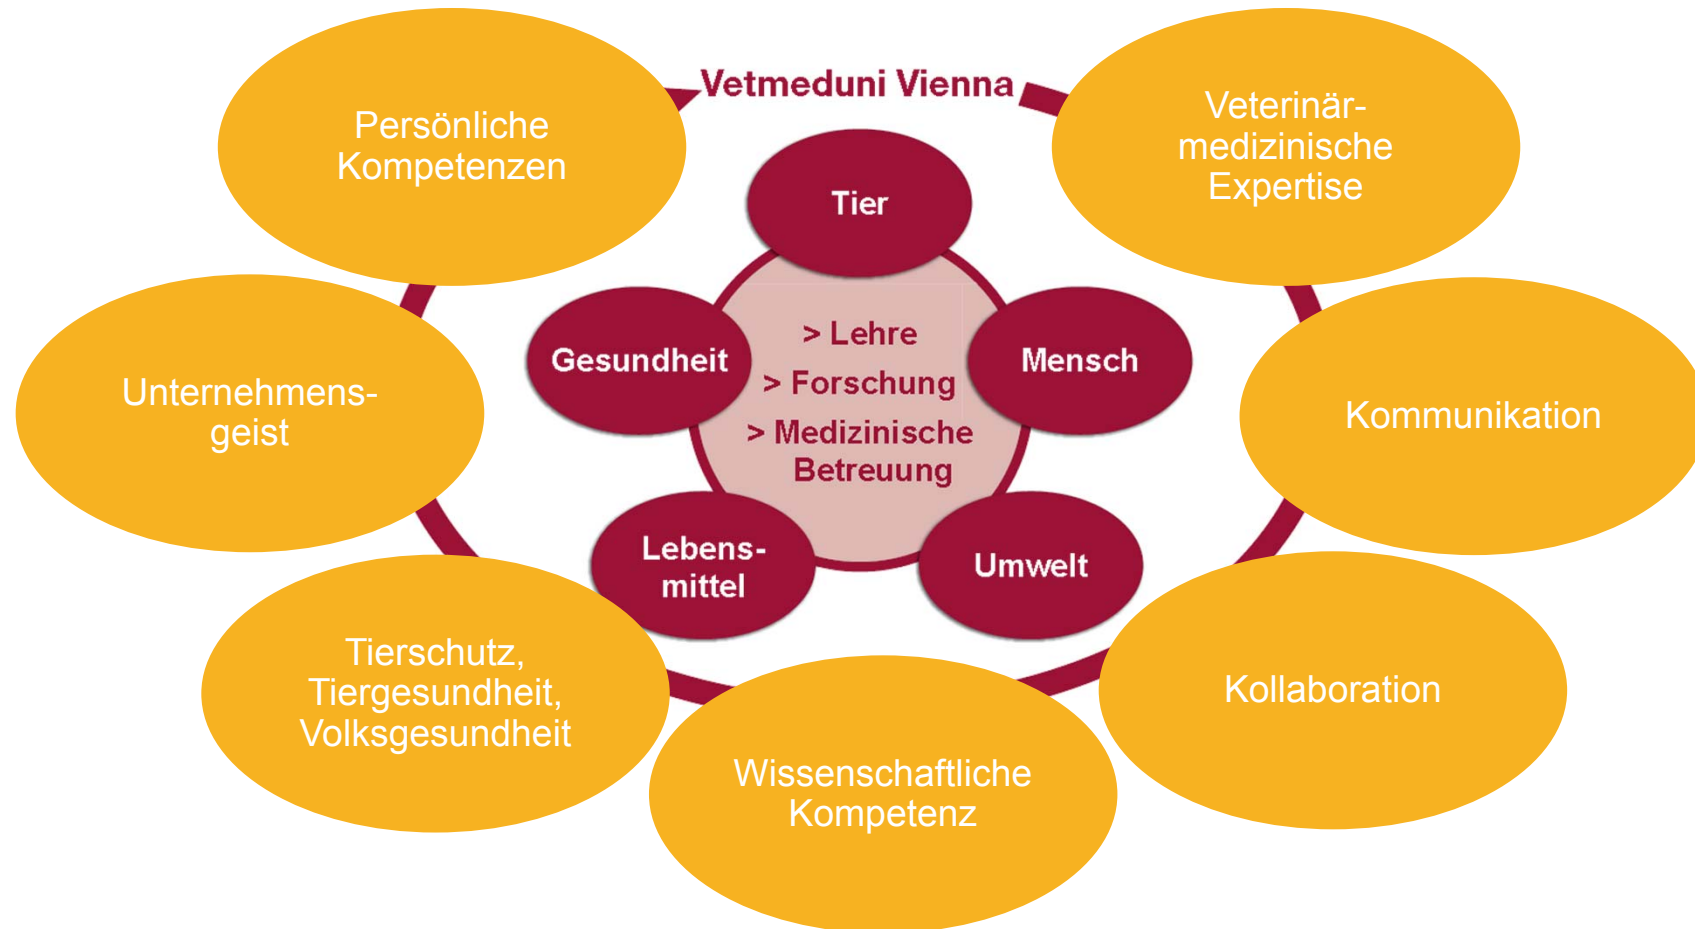 Vetmeduni Vienna
Persönliche
Kompetenzen
Veterinär-
medizinische
Expertise
Tier
Gesundheit
> Lehre
> Forschung
> Medizinische
Betreuung
Mensch
Unternehmens-
geist
Kommunikation
Lebens-
mittel
Umwelt
Tierschutz,
Tiergesundheit,
Volksgesundheit
Kollaboration
Wissenschaftliche
Kompetenz